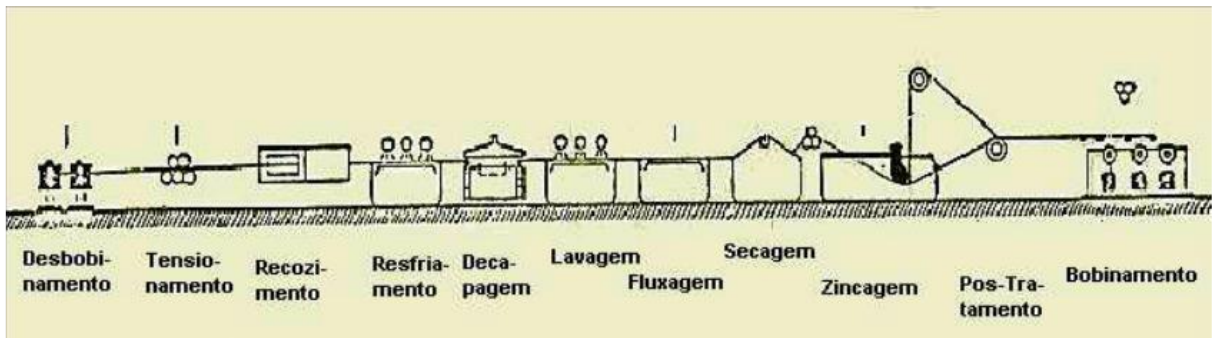 Desbobi-
namento
Tensio-
namento
Recozi-
mento
Resfria-
mento
Deca-
pagem
Lavagem
Fluxagem
Secagem
Zincagem
Pos-Tra-
tamento
Bobinamento